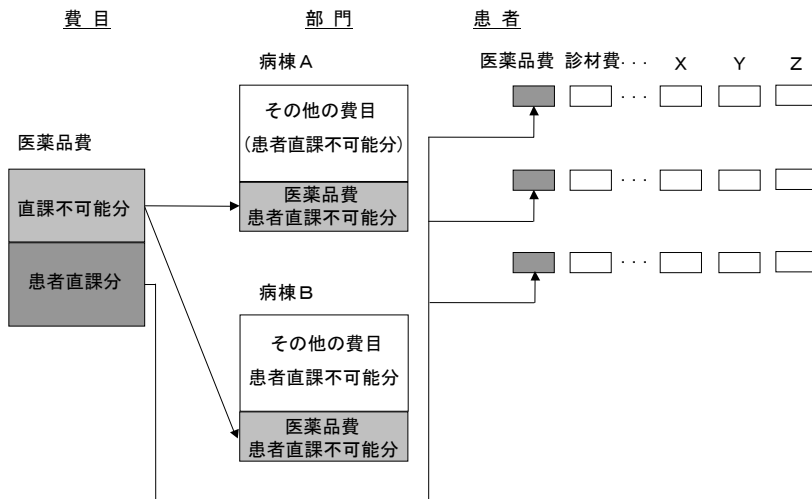 費 目
部 門
患 者
病棟A
その他の費目
(患者直課不可能分)
医薬品費
患者直課不可能分
医薬品費
直課不可能分
患者直課分
病棟B
その他の費目
患者直課不可能分
医薬品費
患者直課不可能分
医薬品費 診材費··· X Y Z
···
···
···